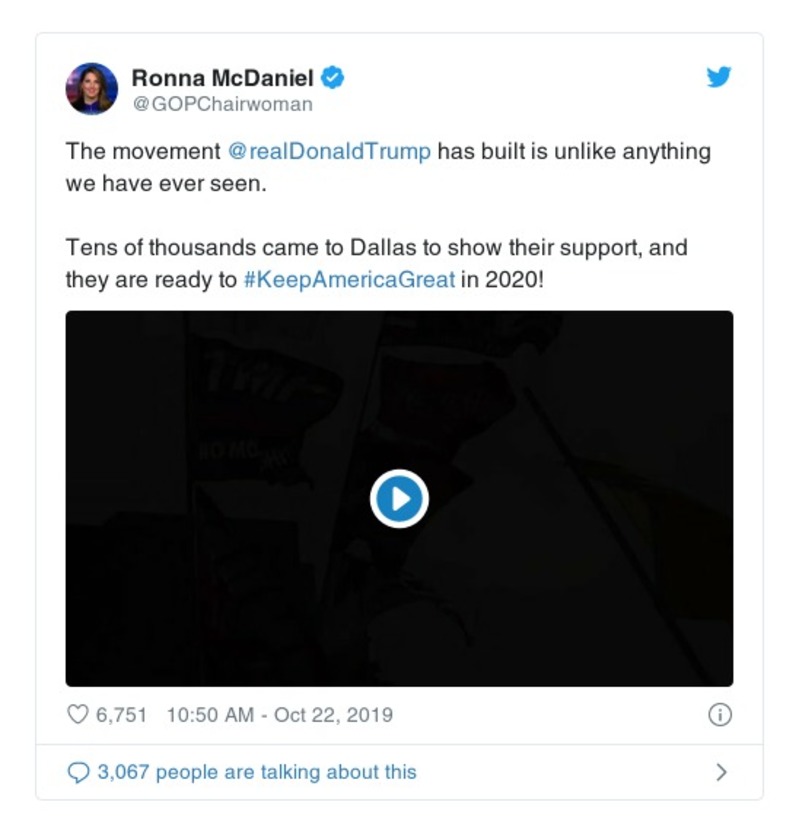 Ronna McDaniel
@GOPChairwoman
The movement @realDonaldTrump has built is unlike anything
we have ever seen.
Tens of thousands came to Dallas to show their support, and
they are ready to #KeepAmericaGreat in 2020!
6,751 10:50 AM - Oct 22, 2019
3,067 people are talking about this